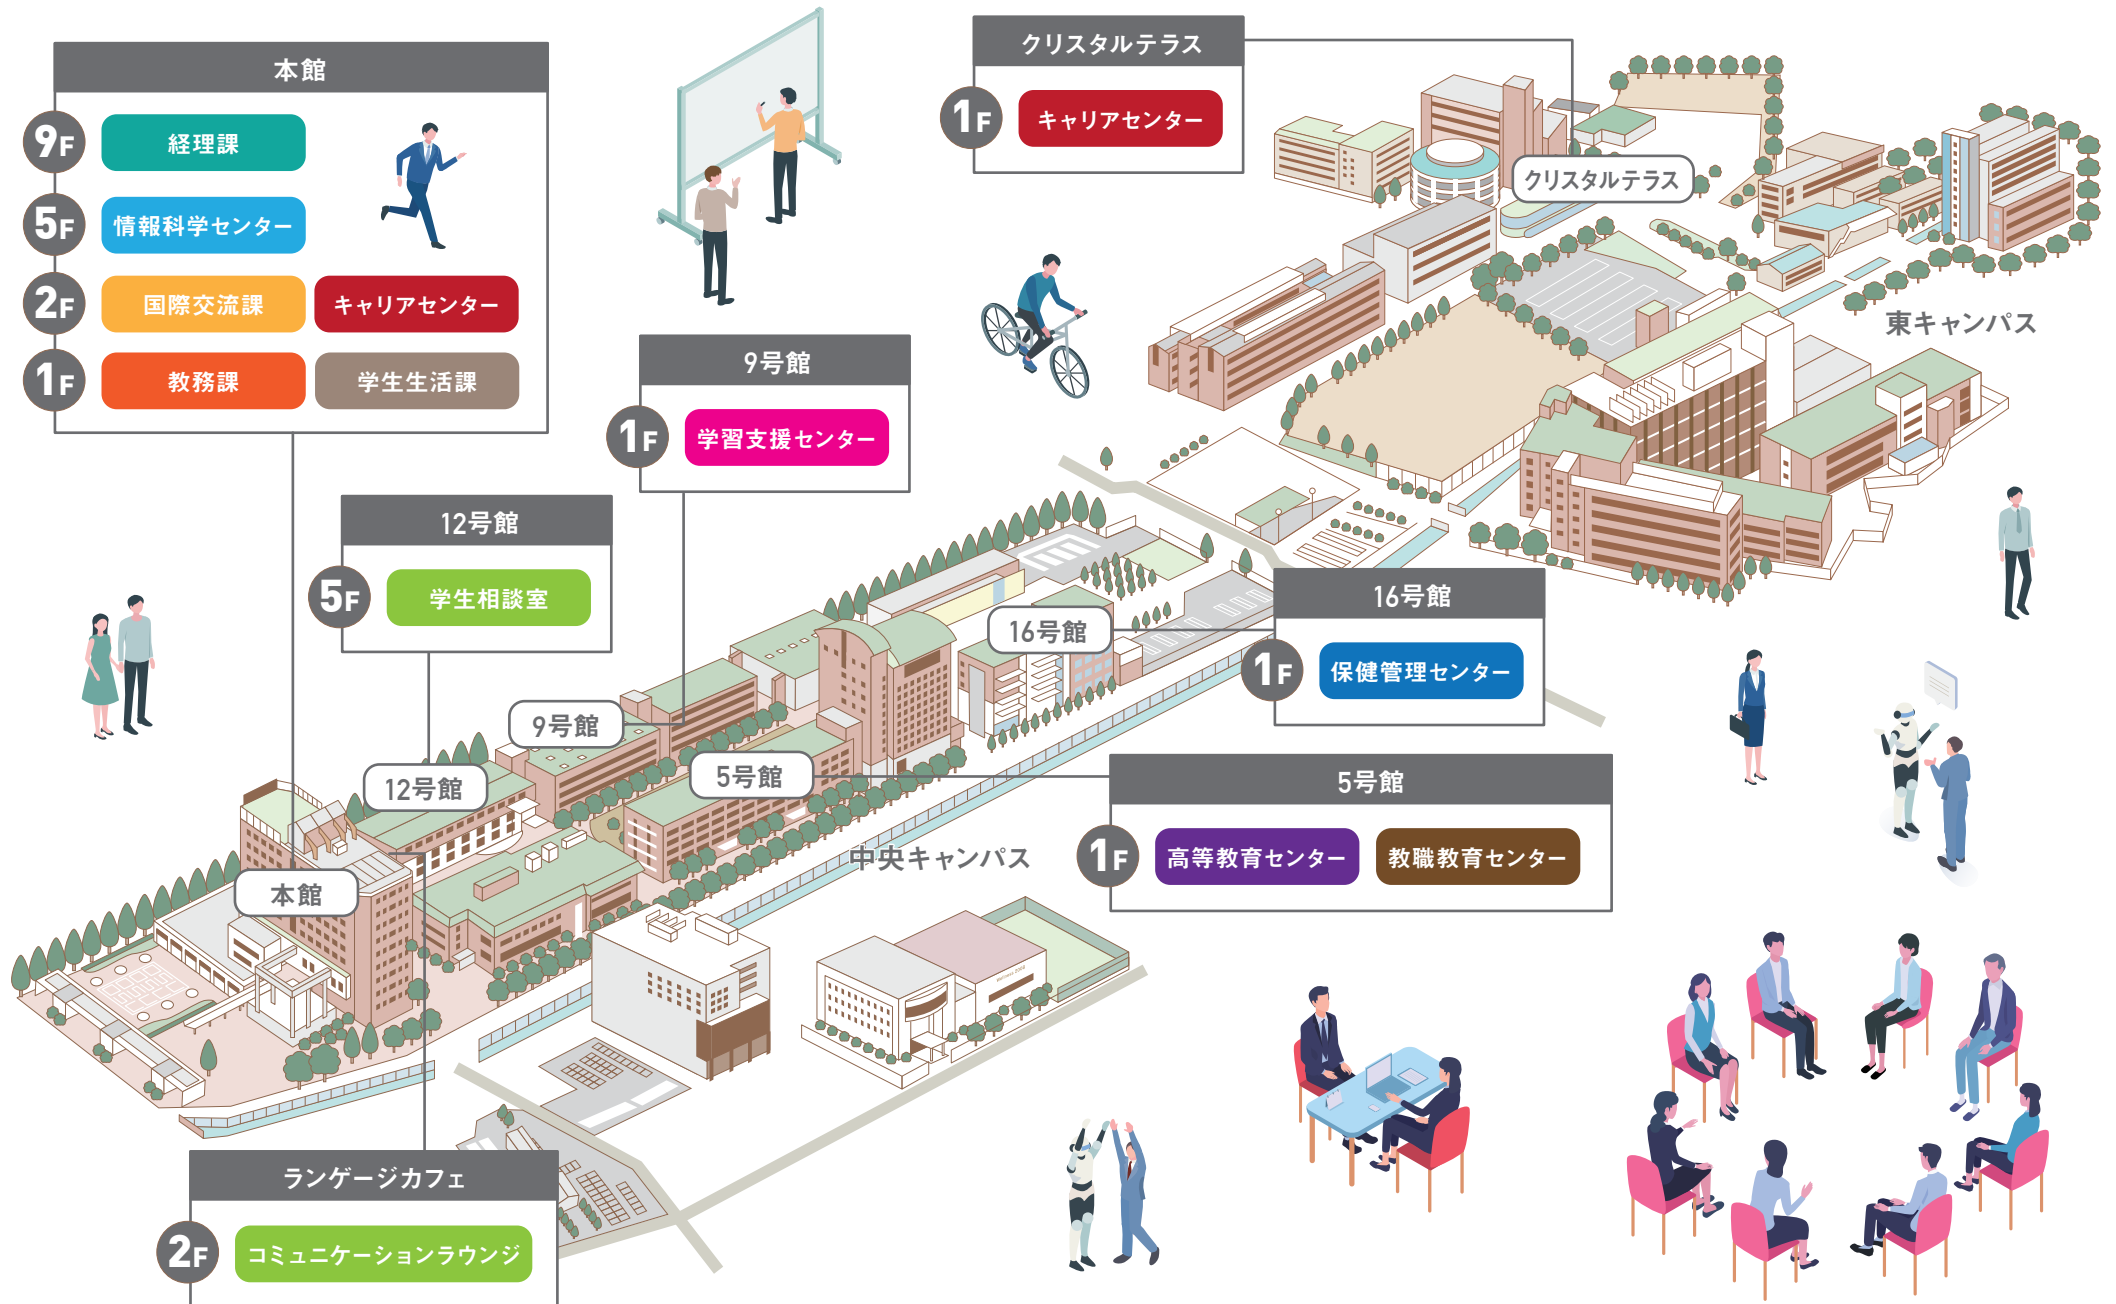 本館
9F
経理課
5F
情報科学センター
2F
国際交流課
キャリアセンター
1F
教務課
学生生活課
クリスタルテラス
1F
キャリアセンター
クリスタルテラス
東キャンパス
9号館
1F
学習支援センター
12号館
5F
学生相談室
16号館
16号館
1F
保健管理センター
9号館
12号館
5号館
5号館
1F
高等教育センター
教職教育センター
中央キャンパス
本館
ランゲージカフェ
2F
コミュニケーションラウンジ